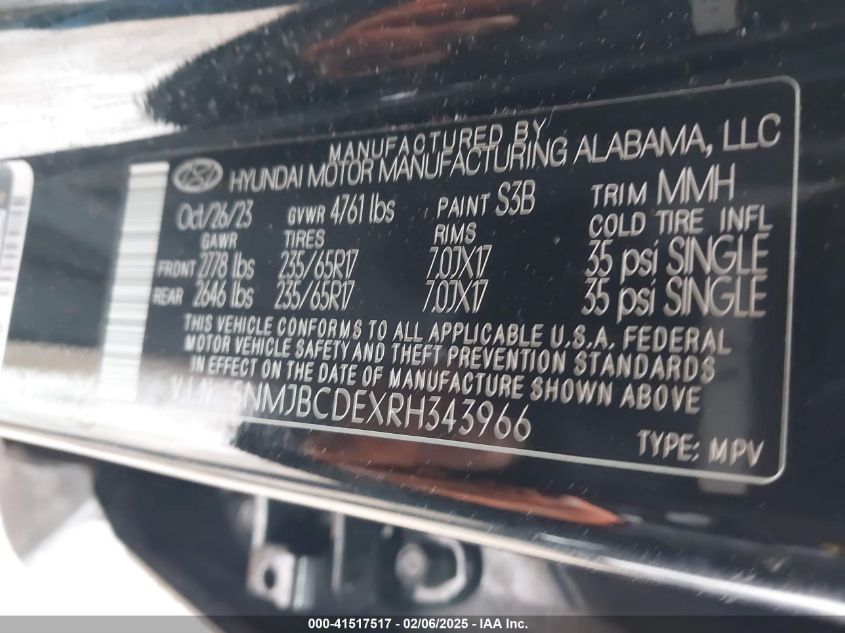 MANUFACTURED BY
HYUNDAI MOTOR MANUFACTURING ALABAMA, LLC
Oct/26/23 GVWR 4761 lbs PAINT S3B TRIM MMH
GAWR TIRES RIMS COLD TIRE INFL
FRONT 2778 lbs 235/65R17 7.0JX17 35 psi SINGLE
REAR 2646 lbs 235/65R17 7.0JX17 35 psi SINGLE
THIS VEHICLE CONFORMS TO ALL APPLICABLE U.S.A. FEDERAL
MOTOR VEHICLE SAFETY AND THEFT PREVENTION STANDARDS
IN EFFECT ON THE DATE OF MANUFACTURE SHOWN ABOVE
V.I.N: 5NMJBCDEXRH343966
TYPE: MPV
000-41517517 - 02/06/2025 - IAA Inc.